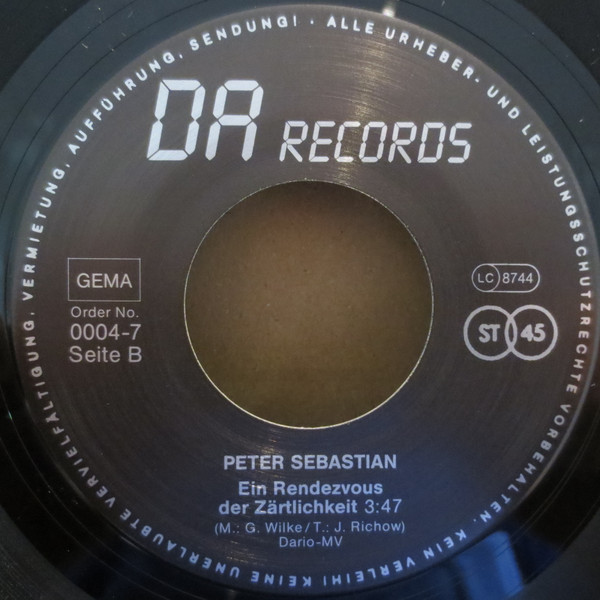 ALLE URHEBER- UND LEISTUNGSSCHUTZRECHTE VORBEHALTEN. KEIN VERLEIH! KEINE UNERLAUBTE VERVIELFÄLTIGUNG, VERMIETUNG, AUFFÜHRUNG, SENDUNG! ·
DA RECORDS
GEMA
Order No.
0004-7
Seite B
LC 8744
ST 45
PETER SEBASTIAN
Ein Rendezvous
der Zärtlichkeit 3:47
(M.: G. Wilke/T.: J. Richow)
Dario-MV